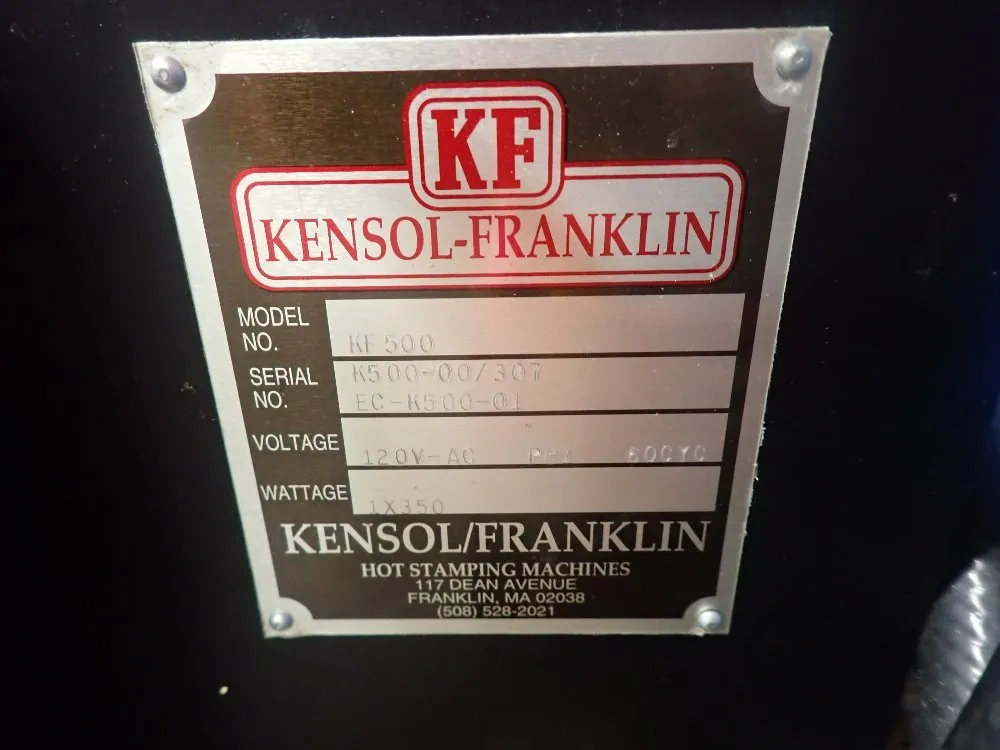 KF
KENSOL-FRANKLIN
MODEL NO. KF500
SERIAL NO. K500-00/307
EC-K500-01
VOLTAGE 120V-AC PH1 60CYC
WATTAGE 1X350
KENSOL/FRANKLIN
HOT STAMPING MACHINES
117 DEAN AVENUE
FRANKLIN, MA 02038
(508) 528-2021